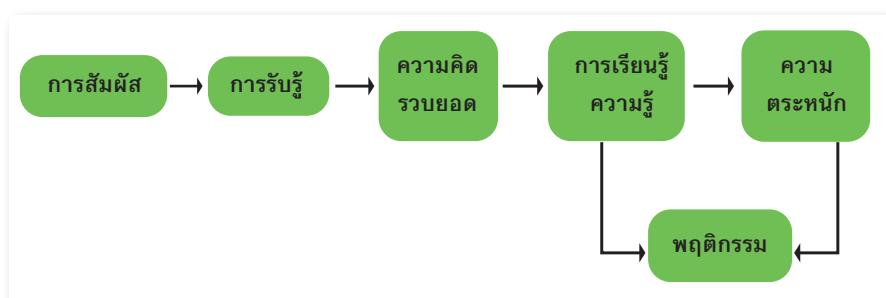 การสัมผัส
การรับรู้
ความคิด
รวบยอด
การเรียนรู้
ความรู้
ความ
ตระหนัก
พฤติกรรม